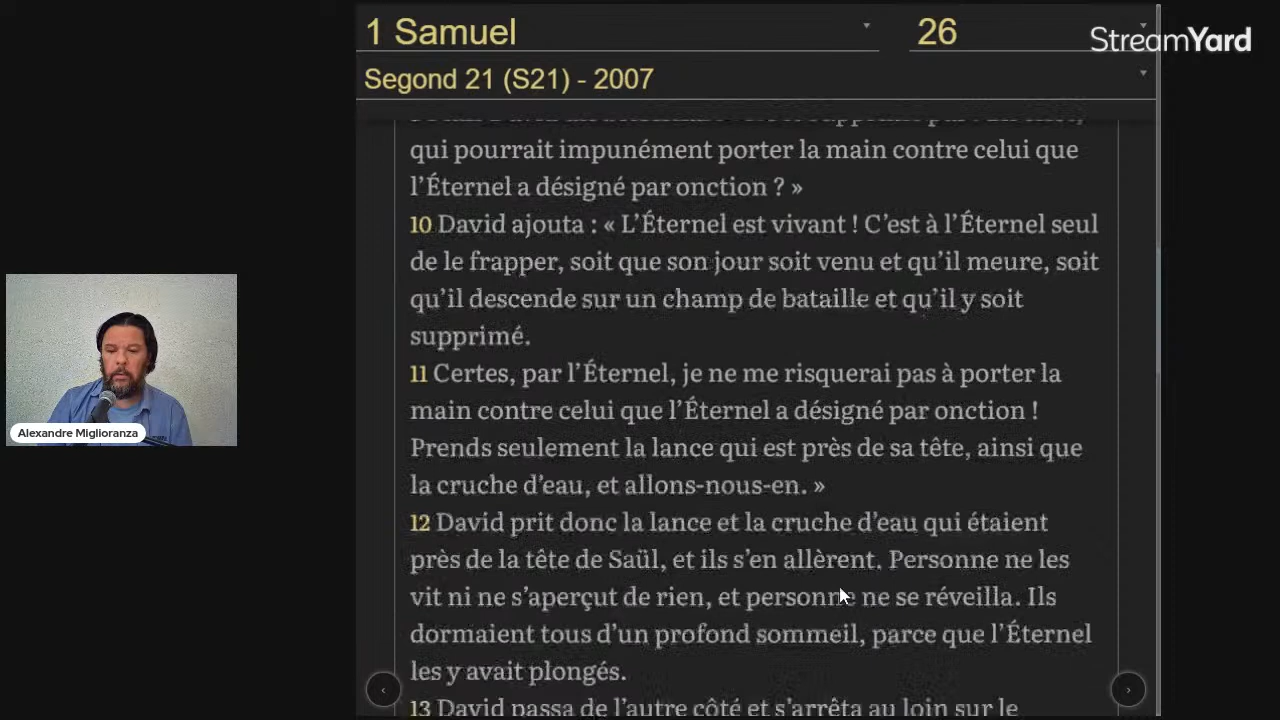 1 Samuel
26
StreamYard
Segond 21 (S21) - 2007
qui pourrait impunément porter la main contre celui que
l’Éternel a désigné par onction ? »
10 David ajouta : « L’Éternel est vivant ! C’est à l’Éternel seul
de le frapper, soit que son jour soit venu et qu’il meure, soit
qu’il descende sur un champ de bataille et qu’il y soit
supprimé.
11 Certes, par l’Éternel, je ne me risquerai pas à porter la
main contre celui que l’Éternel a désigné par onction !
Prends seulement la lance qui est près de sa tête, ainsi que
la cruche d’eau, et allons-nous-en. »
12 David prit donc la lance et la cruche d’eau qui étaient
près de la tête de Saül, et ils s’en allèrent. Personne ne les
vit ni ne s’aperçut de rien, et personne ne se réveilla. Ils
dormaient tous d’un profond sommeil, parce que l’Éternel
les y avait plongés.
13 David passa de l’autre côté et s’arrêta au loin sur le
Alexandre Miglioranza